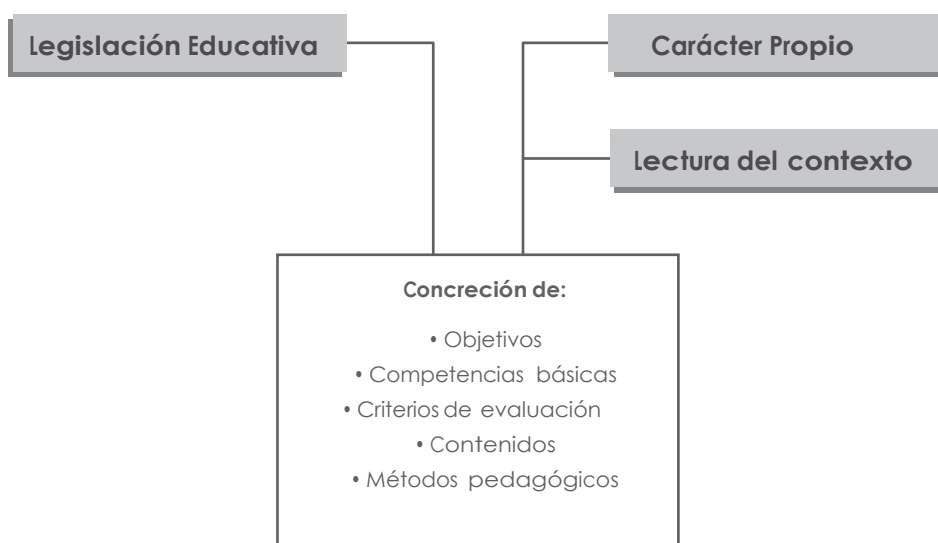 Legislación Educativa
Carácter Propio
Lectura del contexto
Concreción de:
• Objetivos
• Competencias básicas
• Criterios de evaluación
• Contenidos
• Métodos pedagógicos